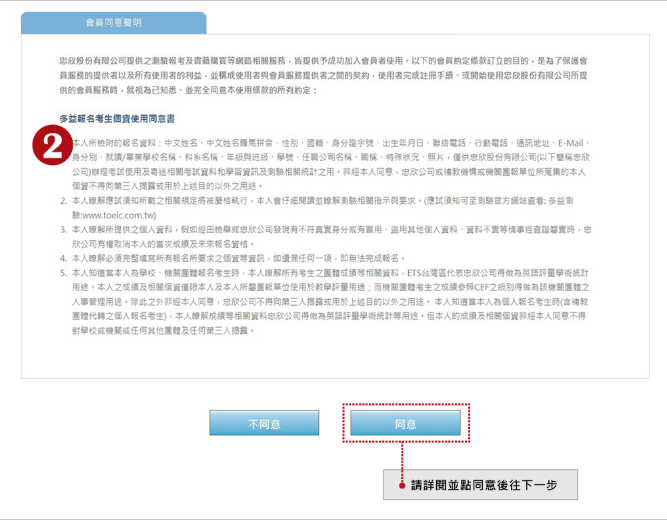 會員同意聲明
忠欣股份有限公司提供之測驗報考及書籍購買等網路相關服務，皆提供予成功加入會員者使用。以下的會員約定條款訂立的目的，是為了保護會
員服務的提供者以及所有使用者的利益，並構成使用者與會員服務提供者之間的契約，使用者完成註冊手續、或開始使用忠欣股份有限公司所提
供的會員服務時，就視為已知悉、並完全同意本使用條款的所有約定：
多益報名考生個資使用同意書
2
本人所檢附的報名資料：中文姓名、中文姓名羅馬拼音、性別、國籍、身分證字號、出生年月日、聯絡電話、行動電話、通訊地址、E-Mail、
身分別、就讀/畢業學校名稱、科系名稱、年級與班級、學號、任職公司名稱、職稱、特殊狀況、照片，僅供忠欣股份有限公司(以下簡稱忠欣
公司)辦理考試使用及寄送相關考試資料和學習資訊及測驗相關統計之用。非經本人同意，忠欣公司或補教機構或機關團報單位所蒐集的本人
個資不得向第三人揭露或用於上述目的以外之用途。
2. 本人瞭解應試須知所載之相關規定將被嚴格執行，本人會仔細閱讀並瞭解測驗相關指示與要求。(應試須知可至測驗官方網站查看: 多益測
驗:www.toeic.com.tw)
3. 本人瞭解所提供之個人資料，假如經由檢舉或忠欣公司發現有不符真實身分或有冒用、盜用其他個人資料、資料不實等情事經查證屬實時，忠
欣公司有權取消本人的當次成績及未來報名資格。
4. 本人瞭解必須完整填寫所有報名所要求之個資等資訊，如遺漏任何一項，即無法完成報名。
5. 本人知道當本人為學校、機關團體報名考生時，本人瞭解所有考生之團體成績等相關資料，ETS台灣區代表忠欣公司得做為英語評量學術統計
用途。本人之成績及相關個資僅限本人及本人所屬團報單位使用於教學評量用途；而機關團體考生之成績參照CEF之級別得做為該機關團體之
人事管理用途。除此之外非經本人同意，忠欣公司不得向第三人揭露或用於上述目的以外之用途。 本人知道當本人為個人報名考生時(含補教
團體代轉之個人報名考生)，本人瞭解成績等相關資料忠欣公司得做為英語評量學術統計等用途。但本人的成績及相關個資非經本人同意不得
對學校或機關或任何其他團體及任何第三人揭露。
不同意
同意
請詳閱並點同意後往下一步